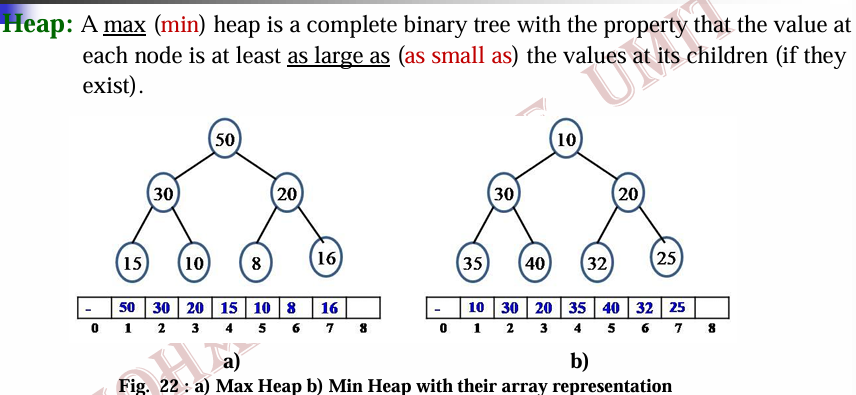 Heap: A max (min) heap is a complete binary tree with the property that the value at
each node is at least as large as (as small as) the values at its children (if they
exist).
50
30 20
15 10 8 16
- 50 30 20 15 10 8 16
0 1 2 3 4 5 6 7 8
a)
10
30 20
35 40 32 25
- 10 30 20 35 40 32 25
0 1 2 3 4 5 6 7 8
b)
Fig. 22 : a) Max Heap b) Min Heap with their array representation